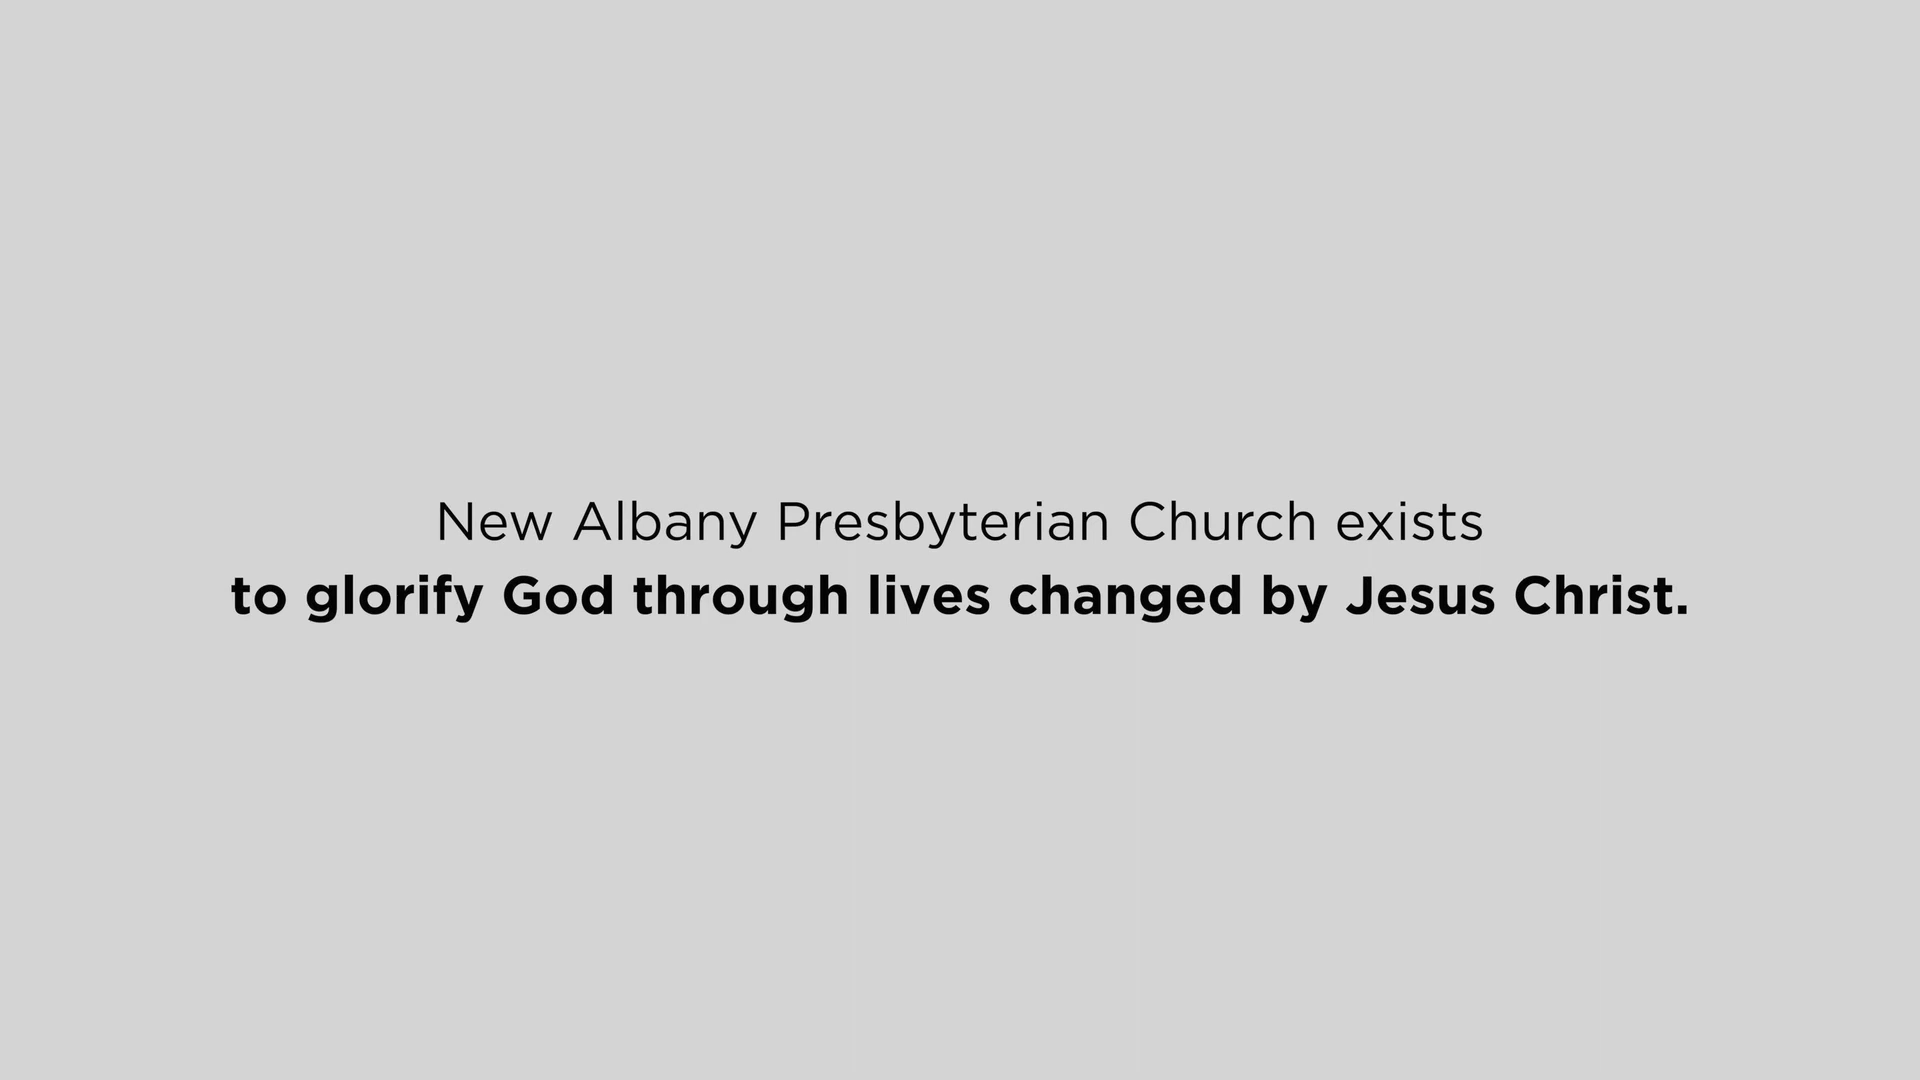 New Albany Presbyterian Church exists
to glorify God through lives changed by Jesus Christ.